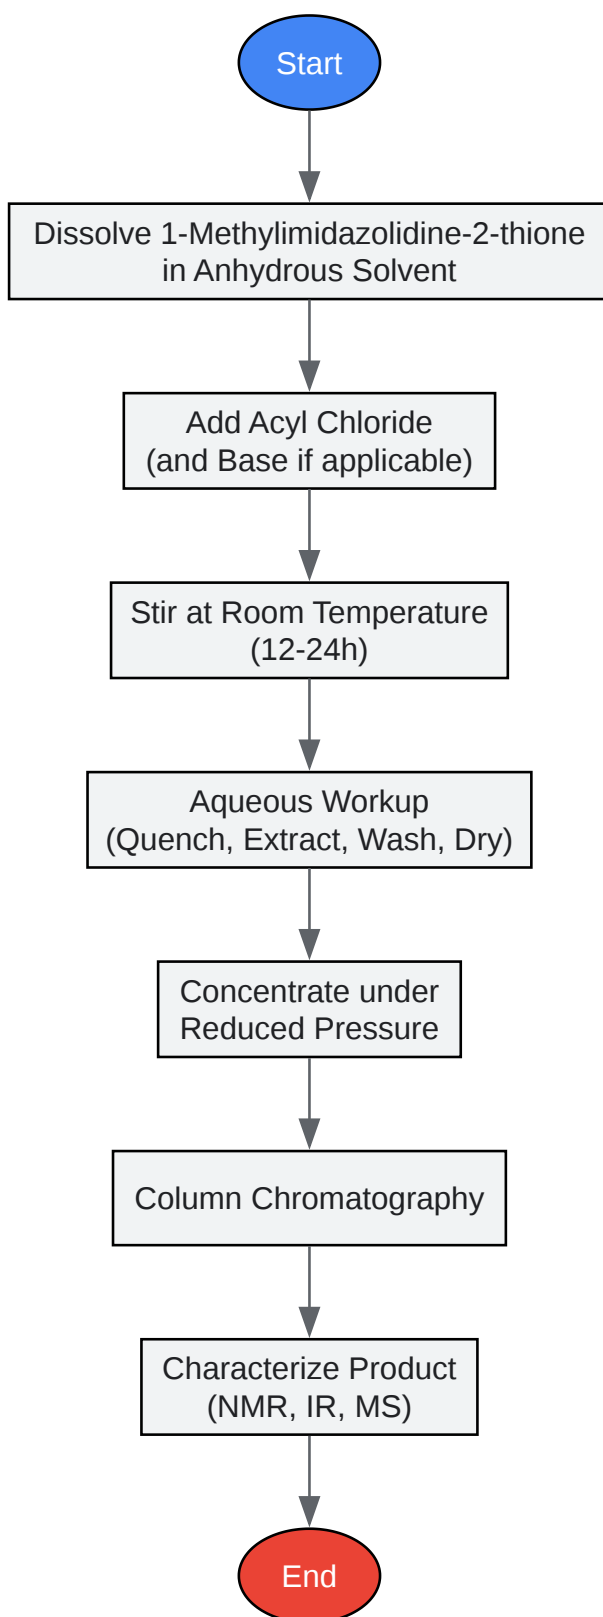 Start
Dissolve 1-Methylimidazolidine-2-thione
in Anhydrous Solvent
Add Acyl Chloride
(and Base if applicable)
Stir at Room Temperature
(12-24h)
Aqueous Workup
(Quench, Extract, Wash, Dry)
Concentrate under
Reduced Pressure
Column Chromatography
Characterize Product
(NMR, IR, MS)
End